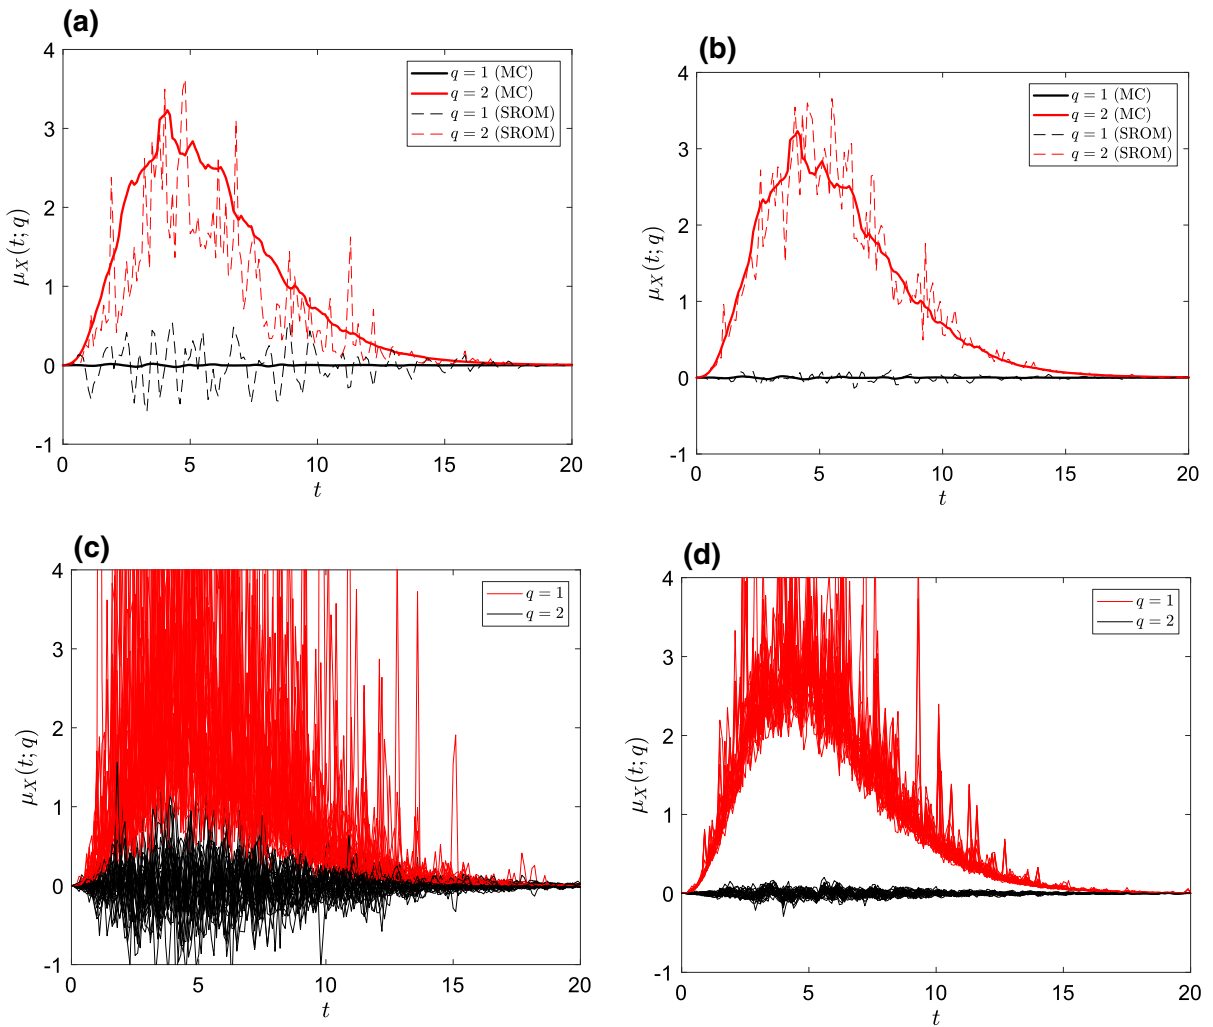 (a)
4
3
2
1
0
-1
0 5 10 15 20
t
μ_X(t; q)
q = 1 (MC)
q = 2 (MC)
q = 1 (SROM)
q = 2 (SROM)
(b)
4
3
2
1
0
-1
0 5 10 15 20
t
μ_X(t; q)
q = 1 (MC)
q = 2 (MC)
q = 1 (SROM)
q = 2 (SROM)
(c)
4
3
2
1
0
-1
0 5 10 15 20
t
μ_X(t; q)
q = 1
q = 2
(d)
4
3
2
1
0
-1
0 5 10 15 20
t
μ_X(t; q)
q = 1
q = 2